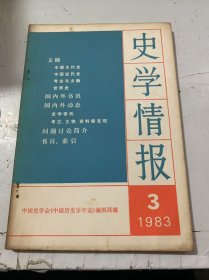 史学情报
文摘
中国古代史
中国近代史
考古与文物
世界史
国内外书讯
国内外动态
史学事件
考古、文物、资料新发现
问题讨论简介
书目、索引
3
1983
中国史学会《中国历史学年鉴》编辑部编